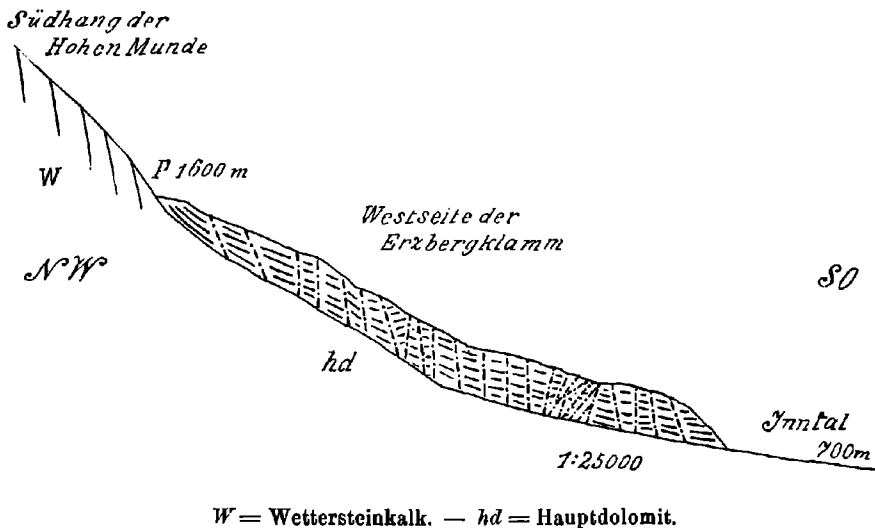 Südhang der
Hohen Munde
W
P 1600 m
Westseite der
Erzbergklamm
NW
SO
hd
Inntal
700m
1:25000
W = Wettersteinkalk. — hd = Hauptdolomit.